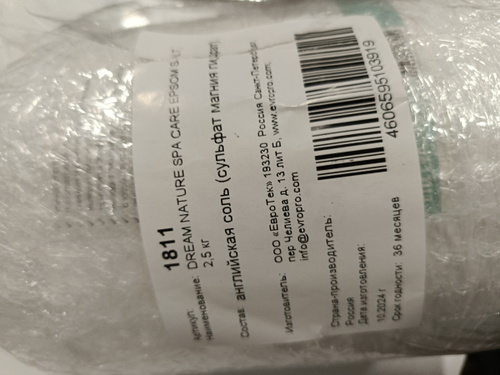 Артикул: 1811
Наименование: DREAM NATURE SPA CARE EPSOM
2,5 кг
Состав: английская соль (сульфат магния
Изготовитель: ООО «ЕвроТек» 193230 Россия Санкт-Петербург
пер Челиева д. 13 лит Б, www.evropro.com,
info@evropro.com
Страна-производитель:
Россия
Дата изготовления:
10.2024 г
Срок годности: 36 месяцев
4606595103919